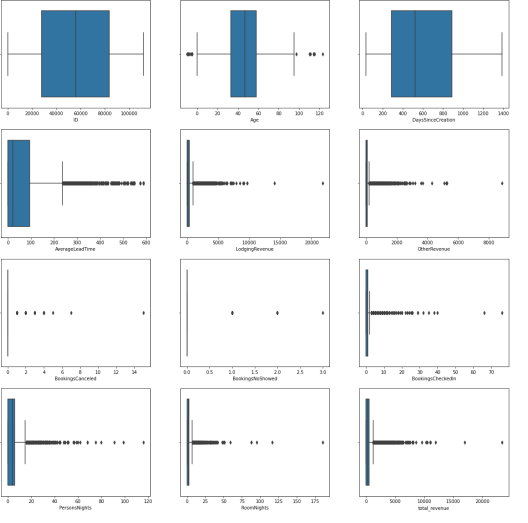 0 20000 40000 60000 80000 100000
ID
0 20 40 60 80 100 120
Age
0 200 400 600 800 1000 1200 1400
DaysSinceCreation
0 100 200 300 400 500 600
AverageLeadTime
0 5000 10000 15000 20000
LodgingRevenue
0 2000 4000 6000 8000
OtherRevenue
0 2 4 6 8 10 12 14
BookingsCanceled
0.0 0.5 1.0 1.5 2.0 2.5 3.0
BookingsNoShowed
0 10 20 30 40 50 60 70
BookingsCheckedIn
0 20 40 60 80 100 120
PersonsNights
0 25 50 75 100 125 150 175
RoomNights
0 5000 10000 15000 20000
total_revenue